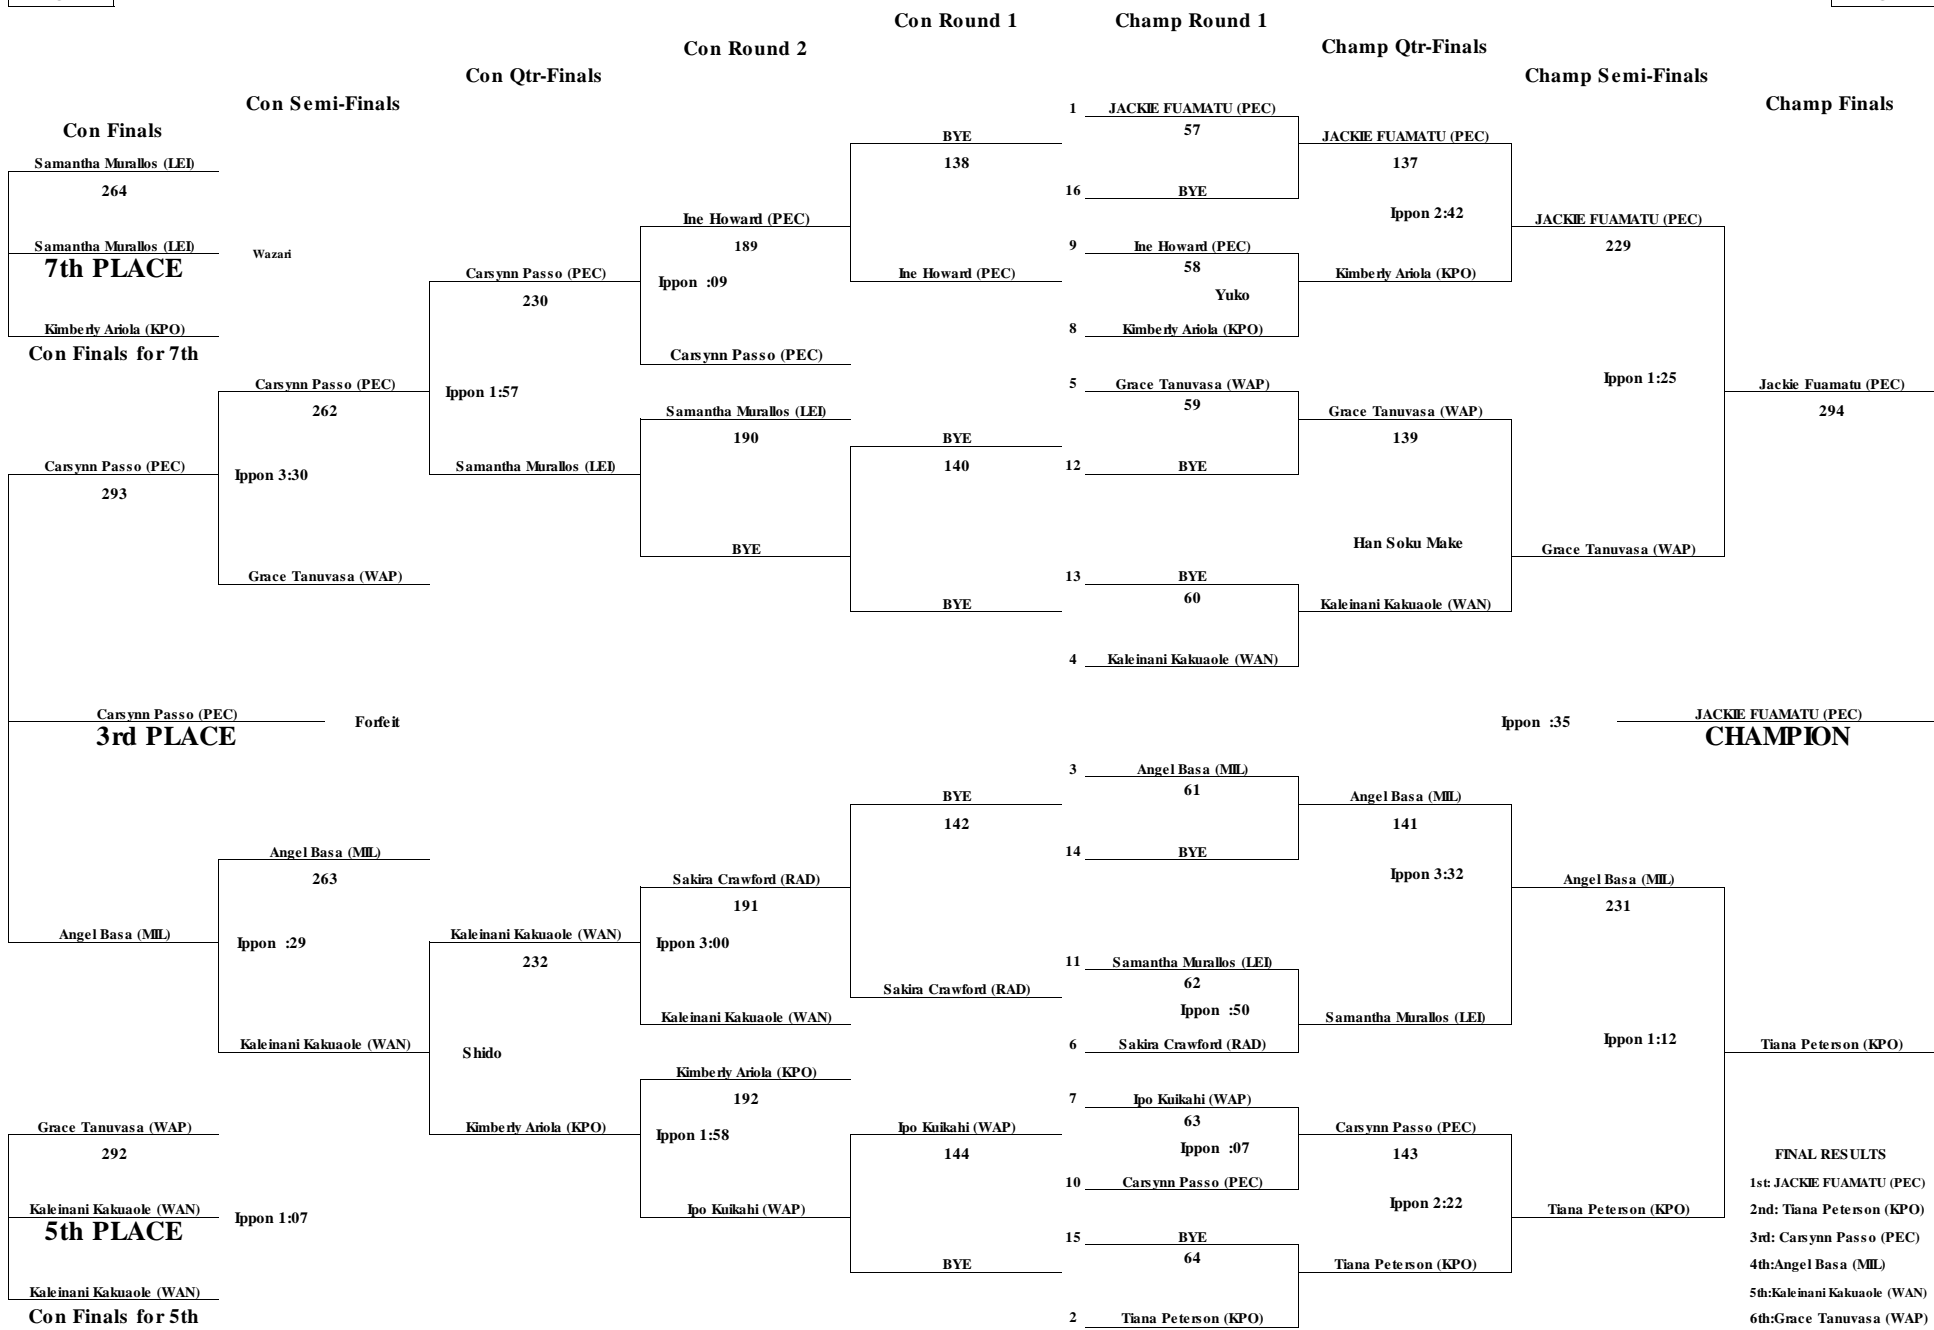 Con Round 1
Champ Round 1
Con Round 2
Champ Qtr-Finals
Con Qtr-Finals
Champ Semi-Finals
Con Semi-Finals
Champ Finals
Con Finals
Samantha Murallos (LEI)
264
Samantha Murallos (LEI)
7th PLACE
Wazari
Kimberly Ariola (KPO)
Con Finals for 7th
Carsynn Passo (PEC)
293
Carsynn Passo (PEC)
3rd PLACE
Forfeit
Angel Basa (MIL)
Grace Tanuvasa (WAP)
292
Kaleinani Kakuaole (WAN)
5th PLACE
Ippon 1:07
Kaleinani Kakuaole (WAN)
Con Finals for 5th
Carsynn Passo (PEC)
262
Ippon 3:30
Grace Tanuvasa (WAP)
Angel Basa (MIL)
263
Ippon :29
Kaleinani Kakuaole (WAN)
Carsynn Passo (PEC)
230
Ippon 1:57
Samantha Murallos (LEI)
Kaleinani Kakuaole (WAN)
232
Shido
Kimberly Ariola (KPO)
Ine Howard (PEC)
189
Ippon :09
Carsynn Passo (PEC)
Samantha Murallos (LEI)
190
BYE
Sakira Crawford (RAD)
191
Ippon 3:00
Kaleinani Kakuaole (WAN)
Kimberly Ariola (KPO)
192
Ippon 1:58
Ipo Kuikahi (WAP)
BYE
138
Ine Howard (PEC)
BYE
140
BYE
BYE
142
Sakira Crawford (RAD)
Ipo Kuikahi (WAP)
144
BYE
1 JACKIE FUAMATU (PEC)
57
16 BYE
9 Ine Howard (PEC)
58
Yuko
8 Kimberly Ariola (KPO)
5 Grace Tanuvasa (WAP)
59
12 BYE
13 BYE
60
4 Kaleinani Kakuaole (WAN)
3 Angel Basa (MIL)
61
14 BYE
11 Samantha Murallos (LEI)
62
Ippon :50
6 Sakira Crawford (RAD)
7 Ipo Kuikahi (WAP)
63
Ippon :07
10 Carsynn Passo (PEC)
15 BYE
64
2 Tiana Peterson (KPO)
JACKIE FUAMATU (PEC)
137
Ippon 2:42
Kimberly Ariola (KPO)
Grace Tanuvasa (WAP)
139
Han Soku Make
Kaleinani Kakuaole (WAN)
Angel Basa (MIL)
141
Ippon 3:32
Samantha Murallos (LEI)
Carsynn Passo (PEC)
143
Ippon 2:22
Tiana Peterson (KPO)
JACKIE FUAMATU (PEC)
229
Ippon 1:25
Grace Tanuvasa (WAP)
Angel Basa (MIL)
231
Ippon 1:12
Tiana Peterson (KPO)
Jackie Fuamatu (PEC)
294
Ippon :35
JACKIE FUAMATU (PEC)
CHAMPION
Tiana Peterson (KPO)
FINAL RESULTS
1st: JACKIE FUAMATU (PEC)
2nd: Tiana Peterson (KPO)
3rd: Carsynn Passo (PEC)
4th:Angel Basa (MIL)
5th:Kaleinani Kakuaole (WAN)
6th:Grace Tanuvasa (WAP)